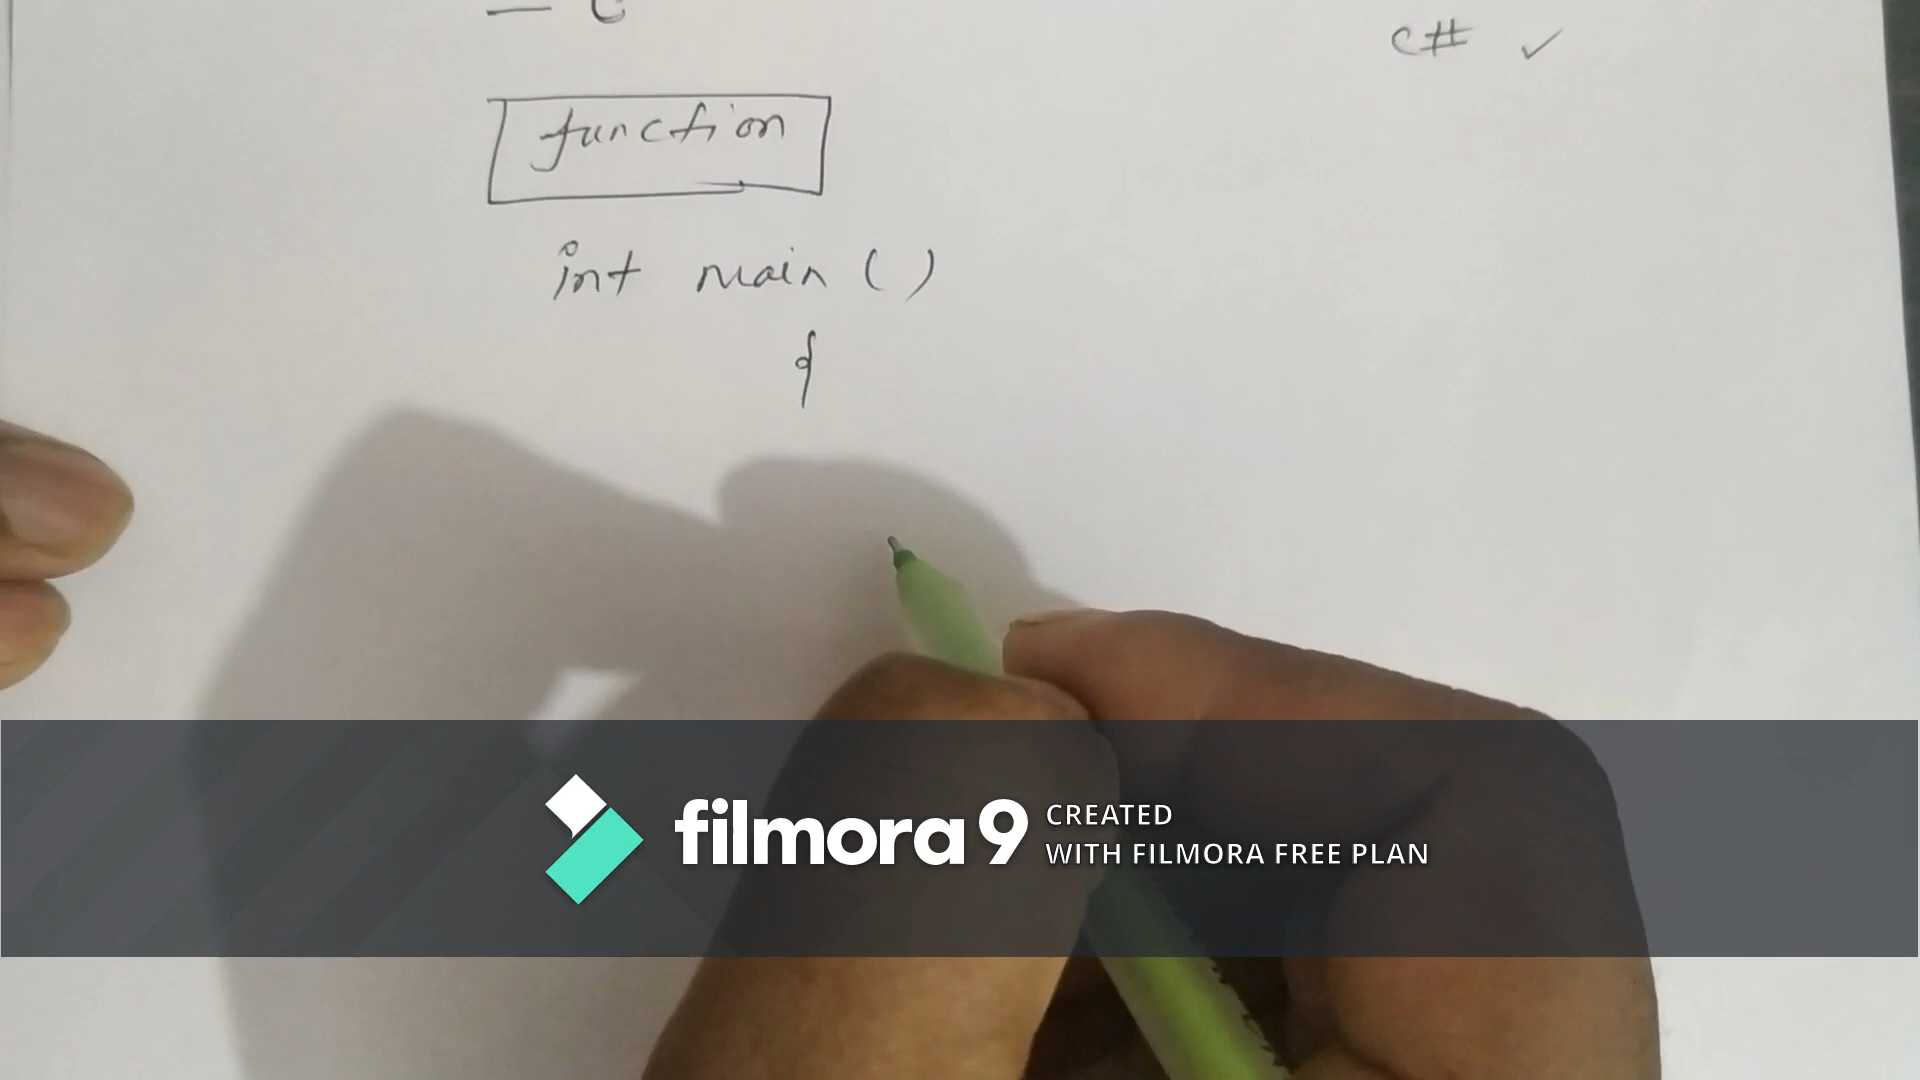 — C
C# ✓
function
int main ( )
{
filmora 9 CREATED
WITH FILMORA FREE PLAN